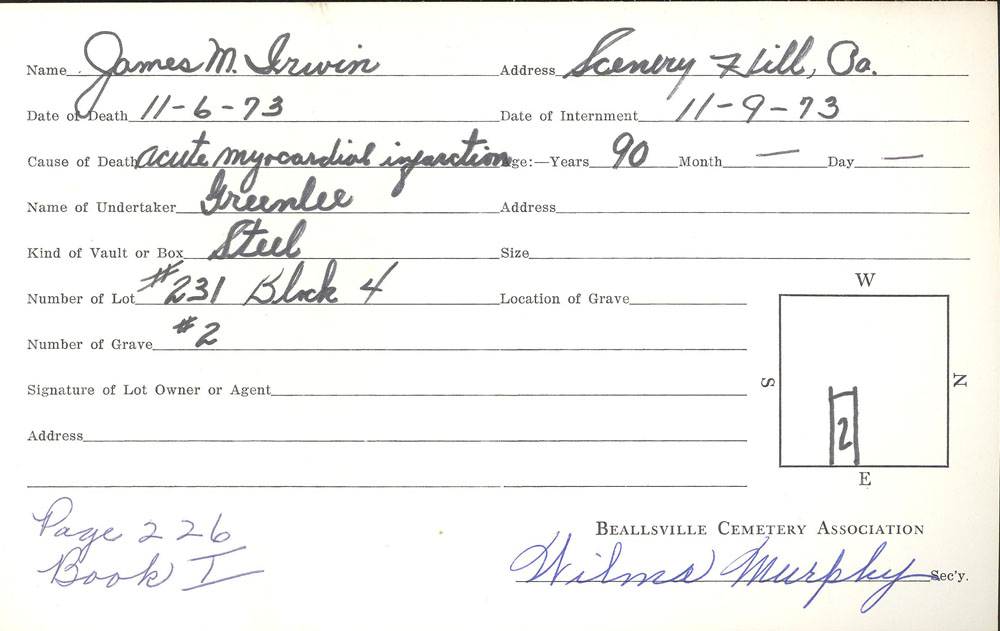 Name James M. Irwin Address Scenery Hill, Pa.
Date of Death 11-6-73 Date of Internment 11-9-73
Cause of Death acute myocardial infarction Age:—Years 90 Month — Day —
Name of Undertaker Greenlee Address
Kind of Vault or Box Steel Size
Number of Lot #231 Block 4 Location of Grave
Number of Grave #2
Signature of Lot Owner or Agent
Address
W
S N
2
E
Page 226
Book I
BEALLSVILLE CEMETERY ASSOCIATION
Wilma Murphy Sec'y.